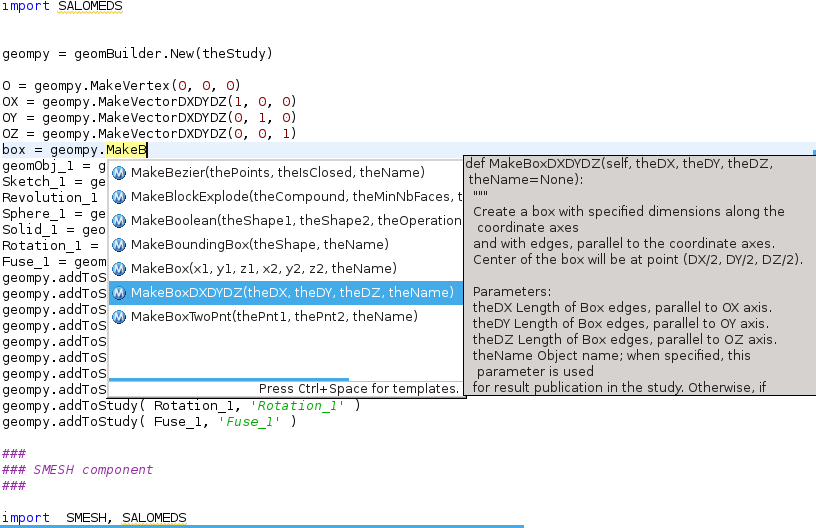 import SALOMEDS
geompy = geomBuilder.New(theStudy)
O = geompy.MakeVertex(0, 0, 0)
OX = geompy.MakeVectorDXDYDZ(1, 0, 0)
OY = geompy.MakeVectorDXDYDZ(0, 1, 0)
OZ = geompy.MakeVectorDXDYDZ(0, 0, 1)
box = geompy.MakeB
geomObj_1 = g
Sketch_1 = ge
Revolution_1
Sphere_1 = ge
Solid_1 = geo
Rotation_1 =
Fuse_1 = geom
geompy.addToS
geompy.addToS
geompy.addToS
geompy.addToS
geompy.addToS
geompy.addToS
geompy.addToS
geompy.addToS
geompy.addToStudy( Rotation_1, 'Rotation_1' )
geompy.addToStudy( Fuse_1, 'Fuse_1' )
###
### SMESH component
###
import  SMESH, SALOMEDS
MakeBezier(thePoints, theIsClosed, theName)
MakeBlockExplode(theCompound, theMinNbFaces, t
MakeBoolean(theShape1, theShape2, theOperation
MakeBoundingBox(theShape, theName)
MakeBox(x1, y1, z1, x2, y2, z2, theName)
MakeBoxDXDYDZ(theDX, theDY, theDZ, theName)
MakeBoxTwoPnt(thePnt1, thePnt2, theName)
Press Ctrl+Space for templates.
def MakeBoxDXDYDZ(self, theDX, theDY, theDZ,
theName=None):
"""
Create a box with specified dimensions along the
coordinate axes
and with edges, parallel to the coordinate axes.
Center of the box will be at point (DX/2, DY/2, DZ/2).
Parameters:
theDX Length of Box edges, parallel to OX axis.
theDY Length of Box edges, parallel to OY axis.
theDZ Length of Box edges, parallel to OZ axis.
theName Object name; when specified, this
parameter is used
for result publication in the study. Otherwise, if